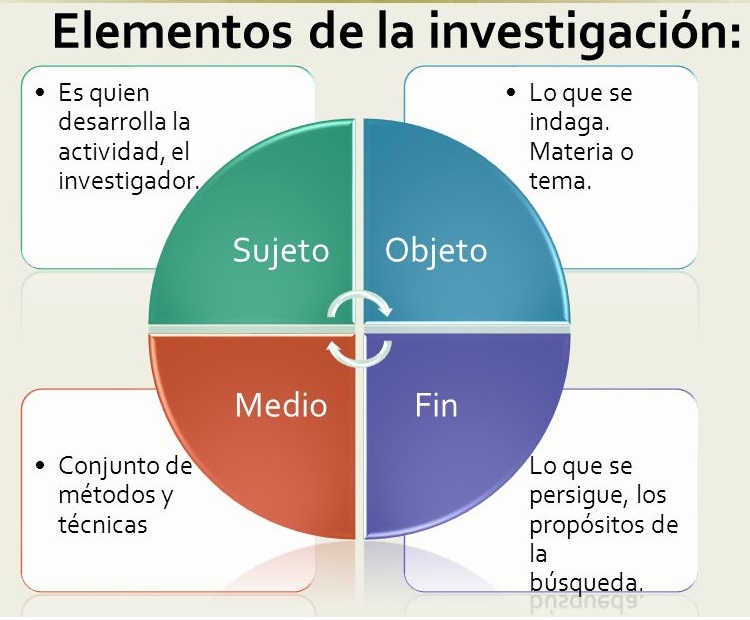 Elementos de la investigación:
• Es quien
desarrolla la
actividad, el
investigador.
• Lo que se
indaga.
Materia o
tema.
Sujeto
Objeto
Medio
Fin
• Conjunto de
métodos y
técnicas
Lo que se
persigue, los
propósitos de
la
búsqueda.